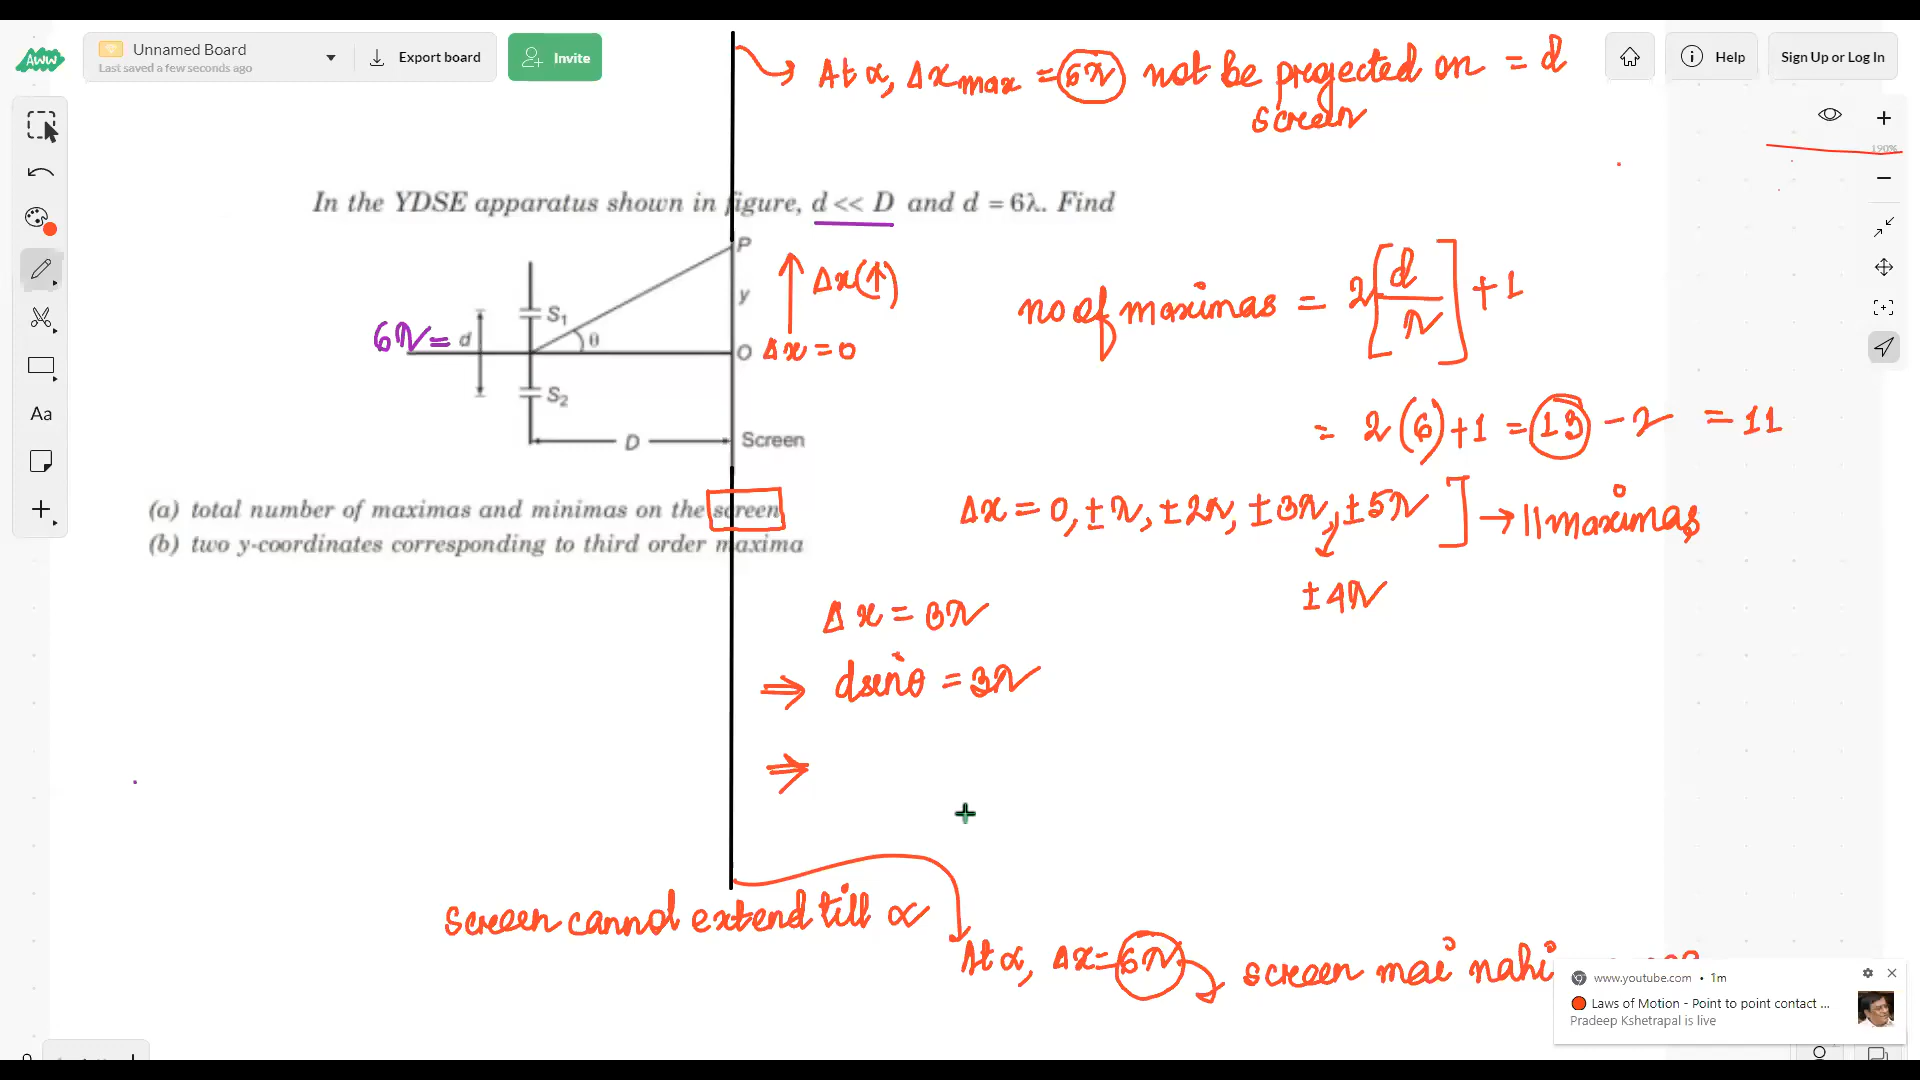 AWW
Unnamed Board
Last saved a few seconds ago
Export board
Invite
Help
Sign Up or Log In
190%
Aa
At α, Δx max = 6λ not be projected on = d
screen
In the YDSE apparatus shown in figure, d << D and d = 6λ. Find
P
S1
θ
y
6λ = d
O
S2
D
Screen
Δx(↑)
Δx = 0
no of maximas = 2[d/λ] + 1
= 2(6)+1 = 13 - 2 = 11
Δx = 0, ±λ, ±2λ, ±3λ, ±5λ ] → 11 maximas
±4λ
(a) total number of maximas and minimas on the screen
(b) two y-coordinates corresponding to third order maxima
Δx = 3λ
⇒ dsinθ = 3λ
⇒
screen cannot extend till α
At α, Δx = 6λ → screen mai nahi
www.youtube.com • 1m
Laws of Motion - Point to point contact ...
Pradeep Kshetrapal is live